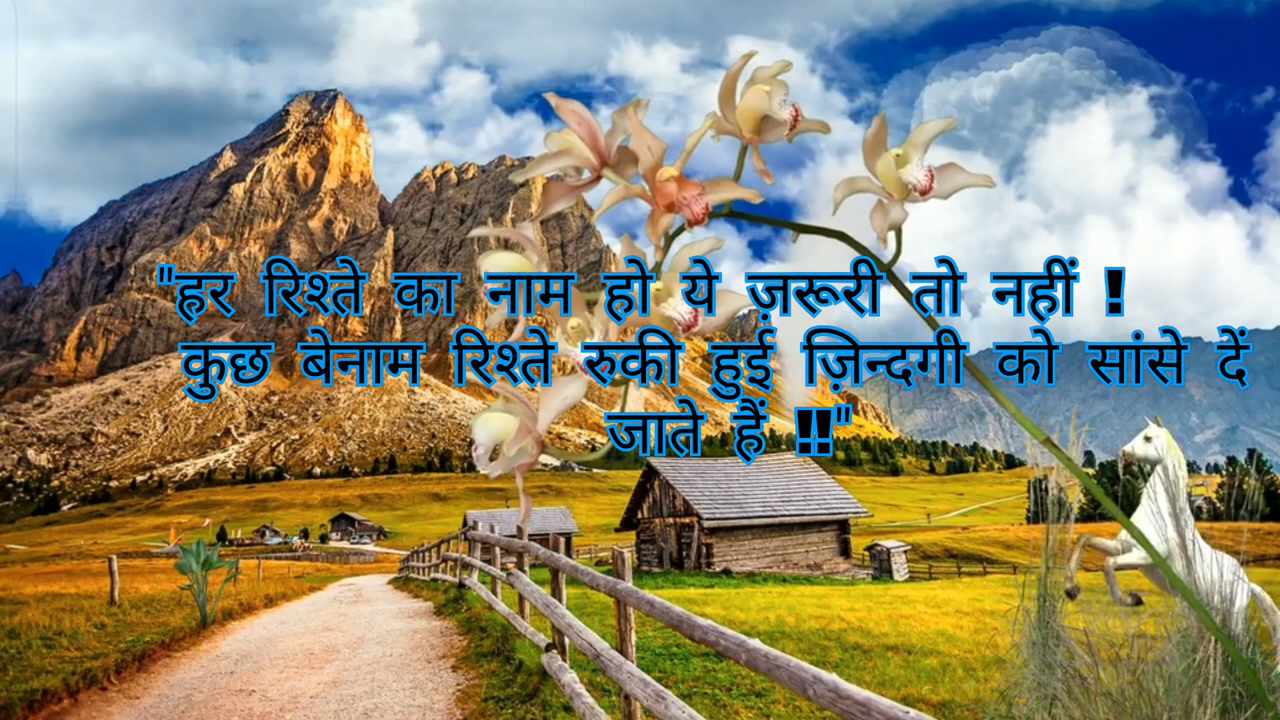 "हर रिश्ते का नाम हो ये ज़रूरी तो नहीं !
कुछ बेनाम रिश्ते रुकी हुई ज़िन्दगी को सांसे दें
जाते हैं !!"